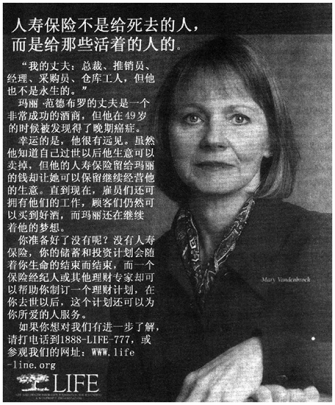 人寿保险不是给死去的人，
而是给那些活着的人的。
“我的丈夫：总裁、推销员、
经理、采购员、仓库工人，但他
也不是永生的。”
玛丽·范德布罗的丈夫是一个
非常成功的酒商，但他在49岁
的时候被发现得了晚期癌症。
幸运的是，他很有远见。虽然
他知道自己过世以后他生意可以
卖掉。但他的人寿保险留给玛丽
的钱却让她可以保留继续经营他
的生意。直到现在，雇员们还可
拥有他们的工作，顾客们仍然可
以买到好酒，而玛丽还在继续
着他的梦想。
你准备好了没有呢？没有人寿
保险，你的储蓄和投资计划会随
着你生命的结束而结束，而一个
保险经纪人或其他理财专家却可
以帮助你制订一个理财计划，在
你去世以后，这个计划还可以为
你所爱的人服务。
如果你想对我们有进一步了解，
请打电话到1888-LIFE-777，或
参观我们的网址：WWW.life
-line.org
Mary Vandenbroek
LIFE